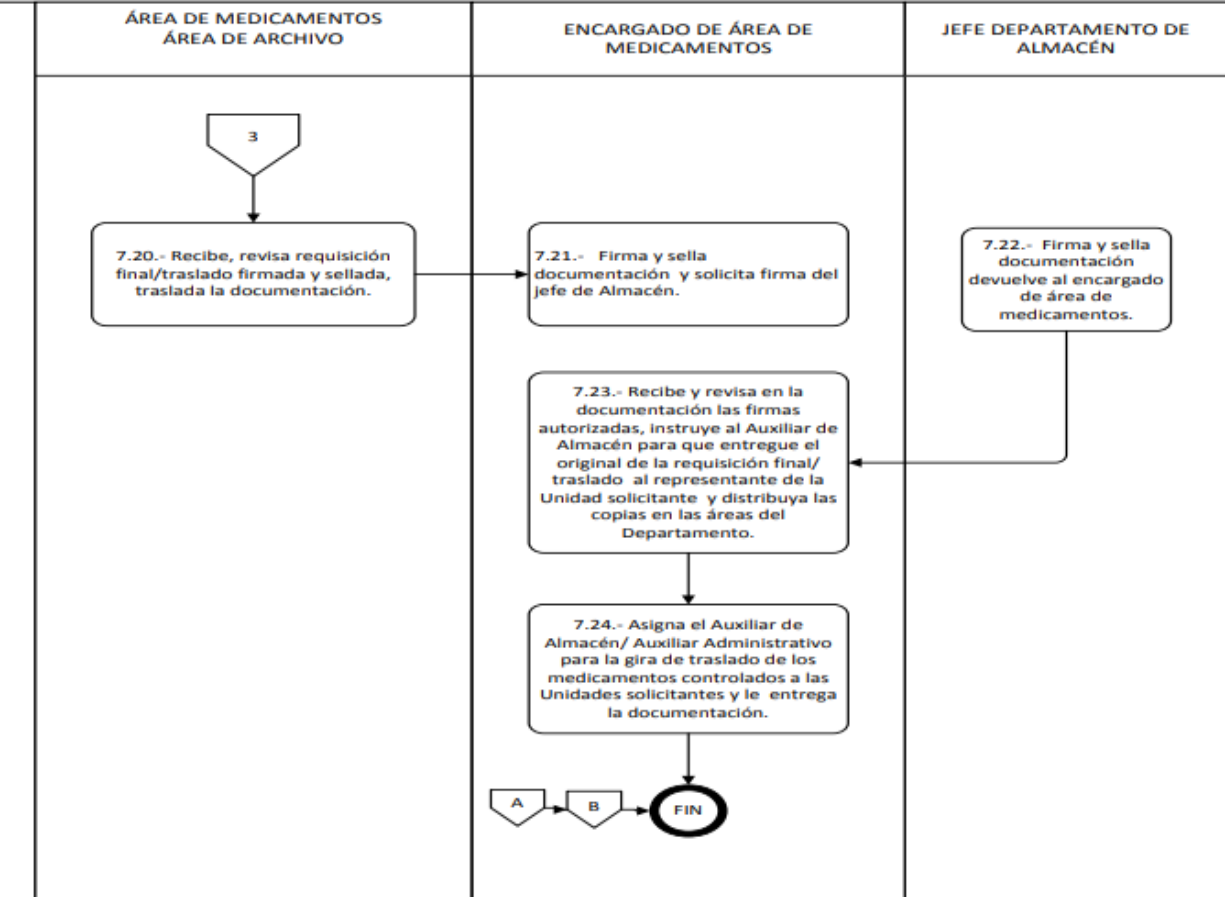 ÁREA DE MEDICAMENTOS
ÁREA DE ARCHIVO
ENCARGADO DE ÁREA DE
MEDICAMENTOS
JEFE DEPARTAMENTO DE
ALMACÉN
3
7.20.- Recibe, revisa requisición
final/traslado firmada y sellada,
traslada la documentación.
7.21.- Firma y sella
documentación y solicita firma del
jefe de Almacén.
7.22.- Firma y sella
documentación
devuelve al encargado
de área de
medicamentos.
7.23.- Recibe y revisa en la
documentación las firmas
autorizadas, instruye al Auxiliar de
Almacén para que entregue el
original de la requisición final/
traslado al representante de la
Unidad solicitante y distribuya las
copias en las áreas del
Departamento.
7.24.- Asigna el Auxiliar de
Almacén/ Auxiliar Administrativo
para la gira de traslado de los
medicamentos controlados a las
Unidades solicitantes y le entrega
la documentación.
A
B
FIN